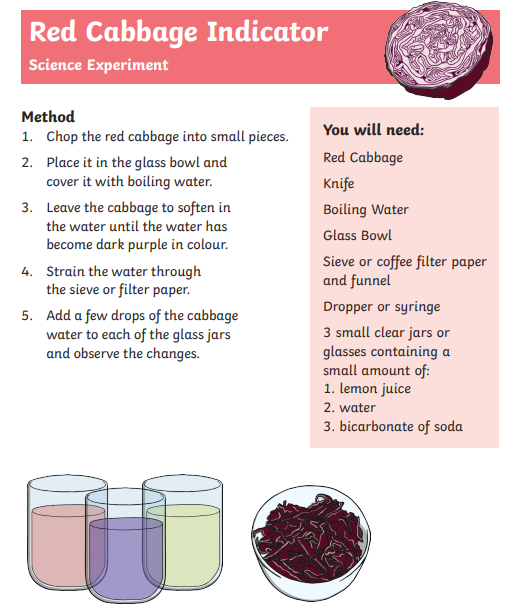 Red Cabbage Indicator
Science Experiment
Method
1. Chop the red cabbage into small pieces.
2. Place it in the glass bowl and
cover it with boiling water.
3. Leave the cabbage to soften in
the water until the water has
become dark purple in colour.
4. Strain the water through
the sieve or filter paper.
5. Add a few drops of the cabbage
water to each of the glass jars
and observe the changes.
You will need:
Red Cabbage
Knife
Boiling Water
Glass Bowl
Sieve or coffee filter paper
and funnel
Dropper or syringe
3 small clear jars or
glasses containing a
small amount of:
1. lemon juice
2. water
3. bicarbonate of soda